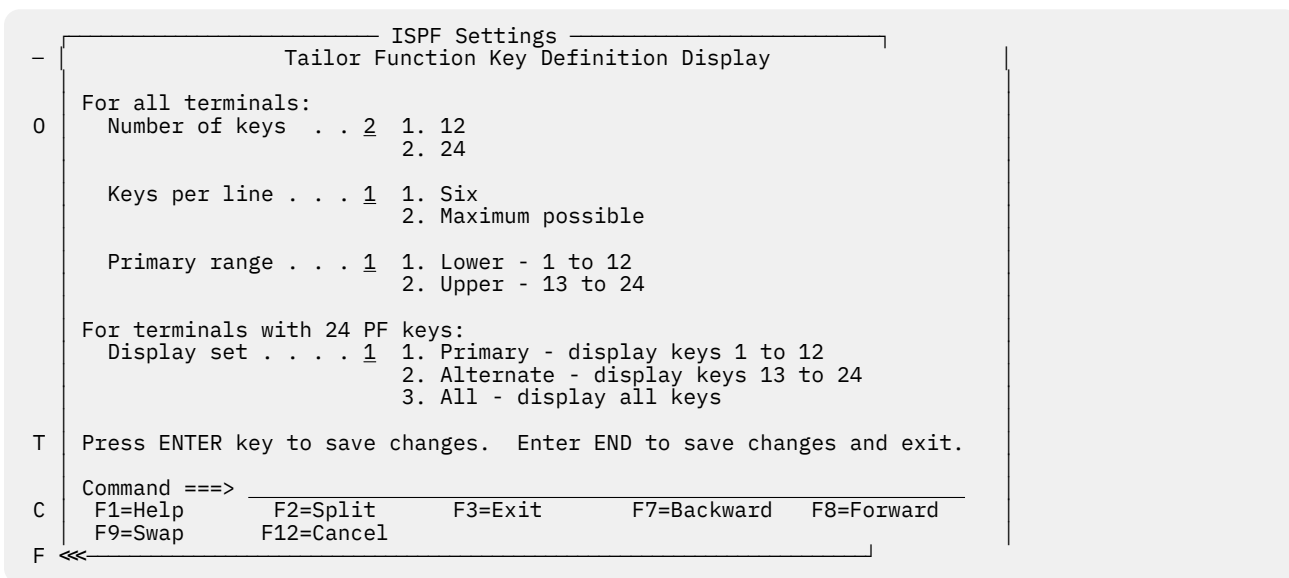 ISPF Settings
— Tailor Function Key Definition Display
For all terminals:
O Number of keys . . 2 1. 12
2. 24
Keys per line . . . 1 1. Six
2. Maximum possible
Primary range . . . 1 1. Lower - 1 to 12
2. Upper - 13 to 24
For terminals with 24 PF keys:
Display set . . . . 1 1. Primary - display keys 1 to 12
2. Alternate - display keys 13 to 24
3. All - display all keys
T Press ENTER key to save changes. Enter END to save changes and exit.
Command ===>
C F1=Help F2=Split F3=Exit F7=Backward F8=Forward
F9=Swap F12=Cancel
F <<<